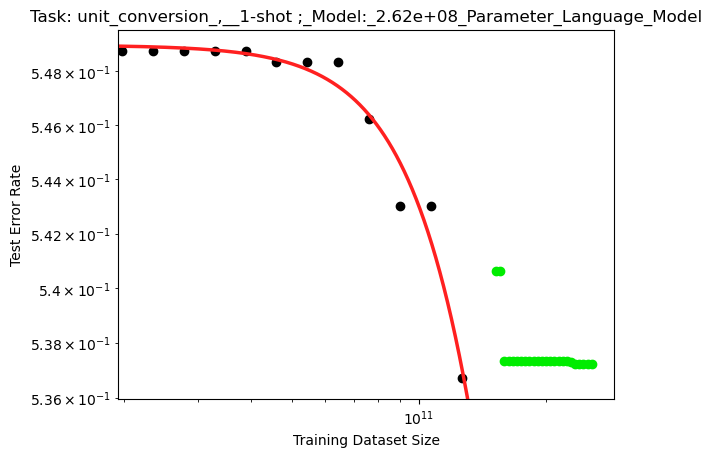 Task: unit_conversion_,__1-shot ;_Model:_2.62e+08_Parameter_Language_Model
5.48 × 10⁻¹
5.46 × 10⁻¹
5.44 × 10⁻¹
5.42 × 10⁻¹
5.4 × 10⁻¹
5.38 × 10⁻¹
5.36 × 10⁻¹
Test Error Rate
10¹¹
Training Dataset Size